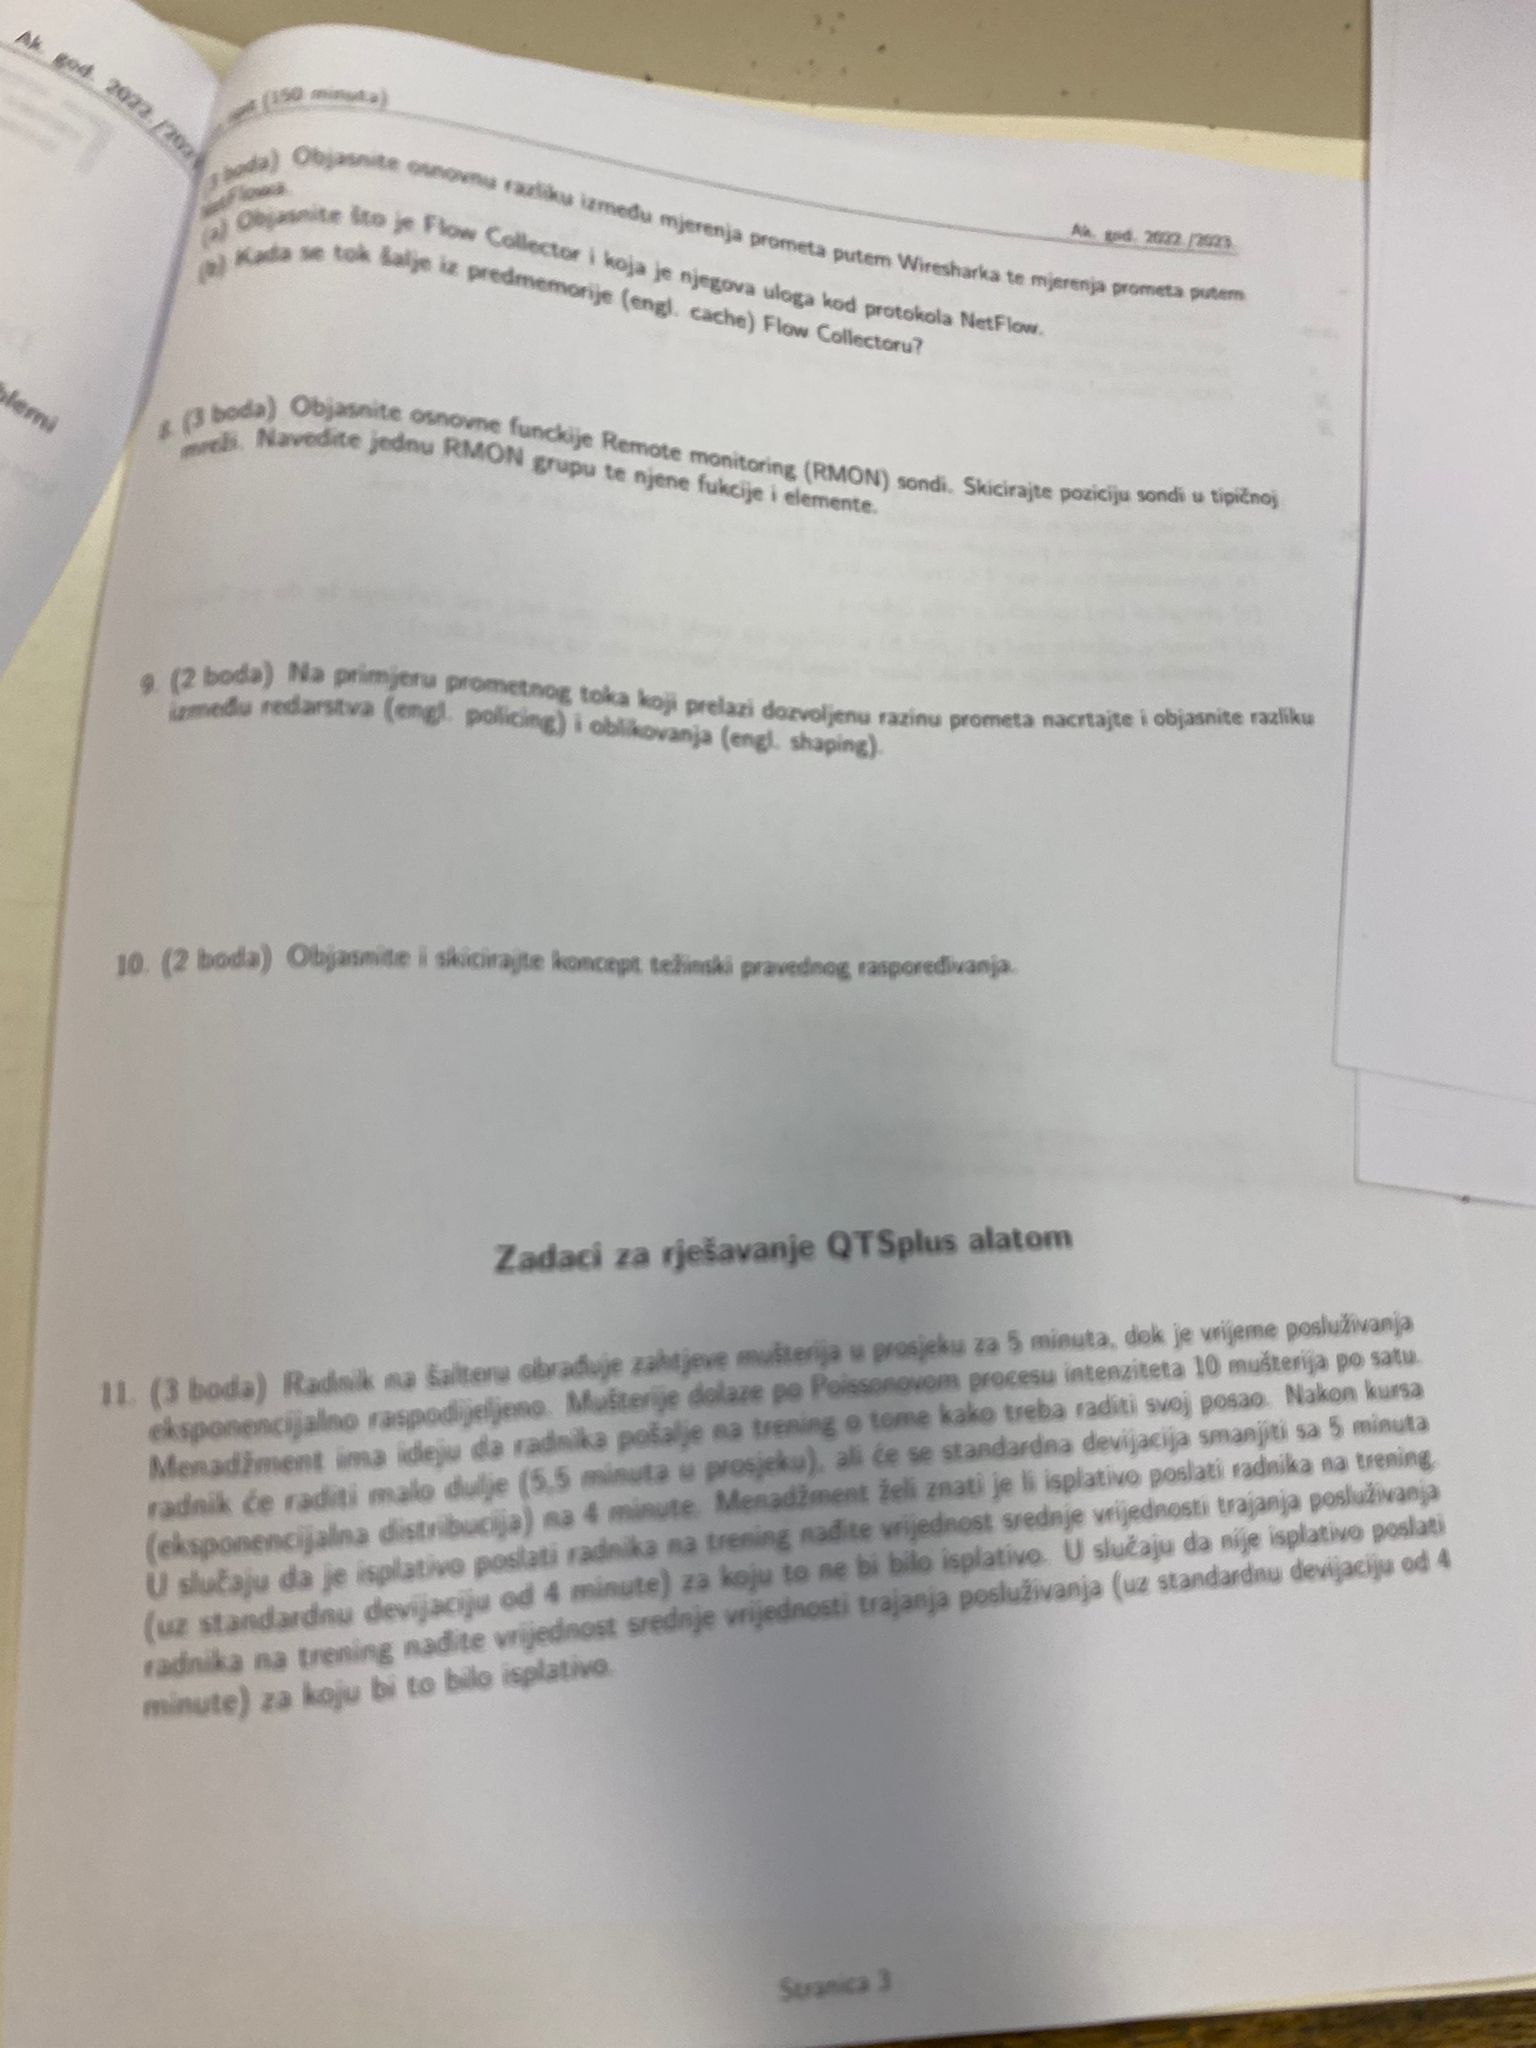 Ak. god. 2022./202
blemi
(150 minuta)
Ak. god. 2022./2023.
boda) Objasnite osnovnu razliku između mjerenja prometa putem Wiresharka te mjerenja prometa putem
NetFlowa.
(a) Objasnite što je Flow Collector i koja je njegova uloga kod protokola NetFlow.
(b) Kada se tok šalje iz predmemorije (engl. cache) Flow Collectoru?
8. (3 boda) Objasnite osnovne funckije Remote monitoring (RMON) sondi. Skicirajte poziciju sondi u tipičnoj
mreži. Navedite jednu RMON grupu te njene fukcije i elemente.
9. (2 boda) Na primjeru prometnog toka koji prelazi dozvoljenu razinu prometa nacrtajte i objasnite razliku
između redarstva (engl. policing) i oblikovanja (engl. shaping).
10. (2 boda) Objasnite i skicirajte koncept težinski pravednog raspoređivanja.
Zadaci za rješavanje QTSplus alatom
11. (3 boda) Radnik na šalteru obrađuje zahtjeve mušterija u prosjeku za 5 minuta, dok je vrijeme posluživanja
eksponencijalno raspodijeljeno. Mušterije dolaze po Poissonovom procesu intenziteta 10 mušterija po satu.
Menadžment ima ideju da radnika pošalje na trening o tome kako treba raditi svoj posao. Nakon kursa
radnik će raditi malo dulje (5,5 minuta u prosjeku), ali će se standardna devijacija smanjiti sa 5 minuta
(eksponencijalna distribucija) na 4 minute. Menadžment želi znati je li isplativo poslati radnika na trening.
U slučaju da je isplativo poslati radnika na trening nađite vrijednost srednje vrijednosti trajanja posluživanja
(uz standardnu devijaciju od 4 minute) za koju to ne bi bilo isplativo. U slučaju da nije isplativo poslati
radnika na trening nađite vrijednost srednje vrijednosti trajanja posluživanja (uz standardnu devijaciju od 4
minute) za koju bi to bilo isplativo.
Stranica 3